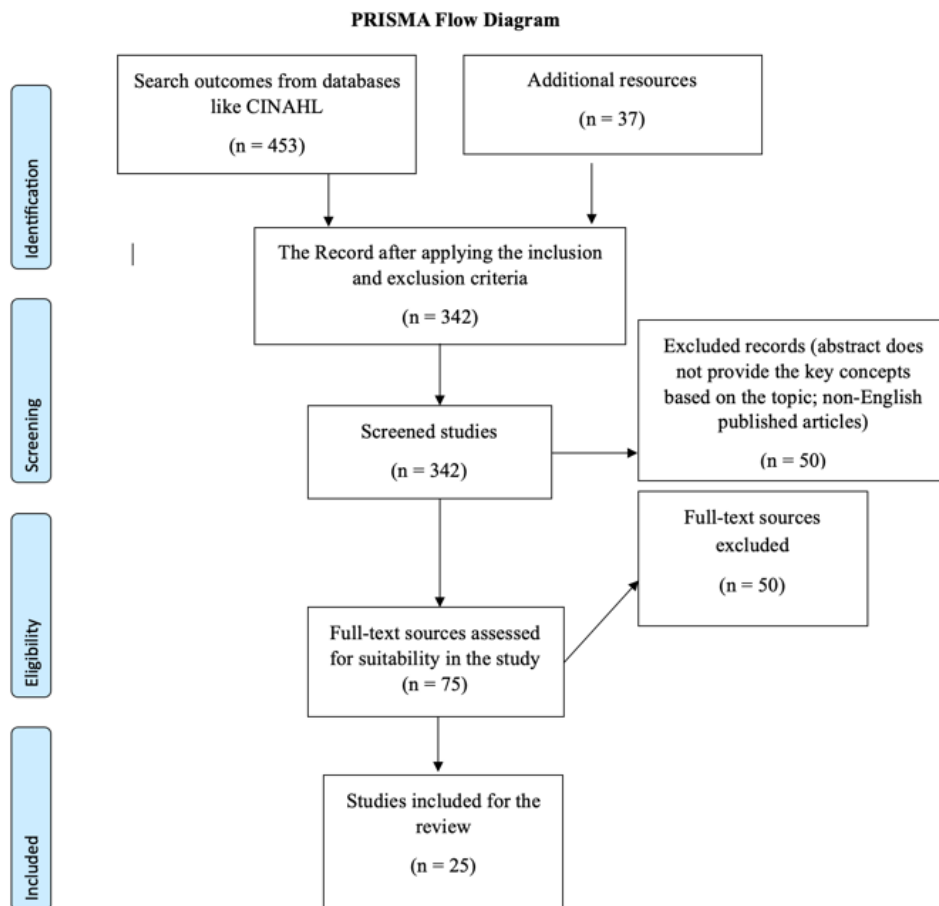 PRISMA Flow Diagram
Search outcomes from databases
like CINAHL
(n = 453)
Additional resources
(n = 37)
Identification
The Record after applying the inclusion
and exclusion criteria
(n = 342)
Screening
Screened studies
(n = 342)
Excluded records (abstract does
not provide the key concepts
based on the topic; non-English
published articles)
(n = 50)
Full-text sources
excluded
(n = 50)
Eligibility
Full-text sources assessed
for suitability in the study
(n = 75)
Included
Studies included for the
review
(n = 25)